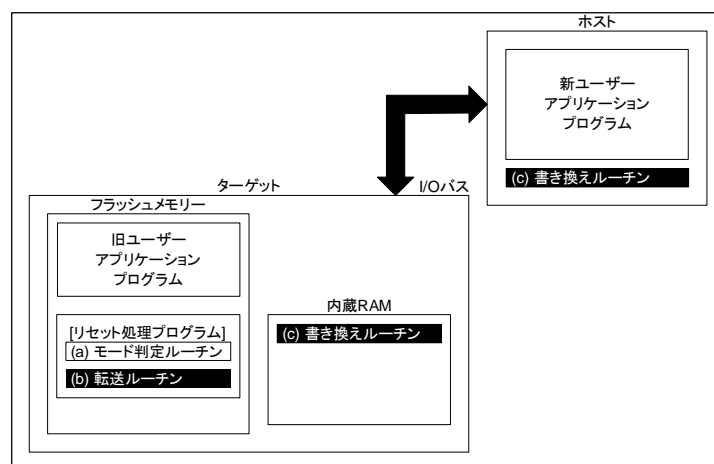 ホスト
新ユーザー
アプリケーション
プログラム
(c) 書き換えルーチン
ターゲット
I/Oバス
フラッシュメモリー
旧ユーザー
アプリケーション
プログラム
内蔵RAM
[リセット処理プログラム]
(a) モード判定ルーチン
(b) 転送ルーチン
(c) 書き換えルーチン